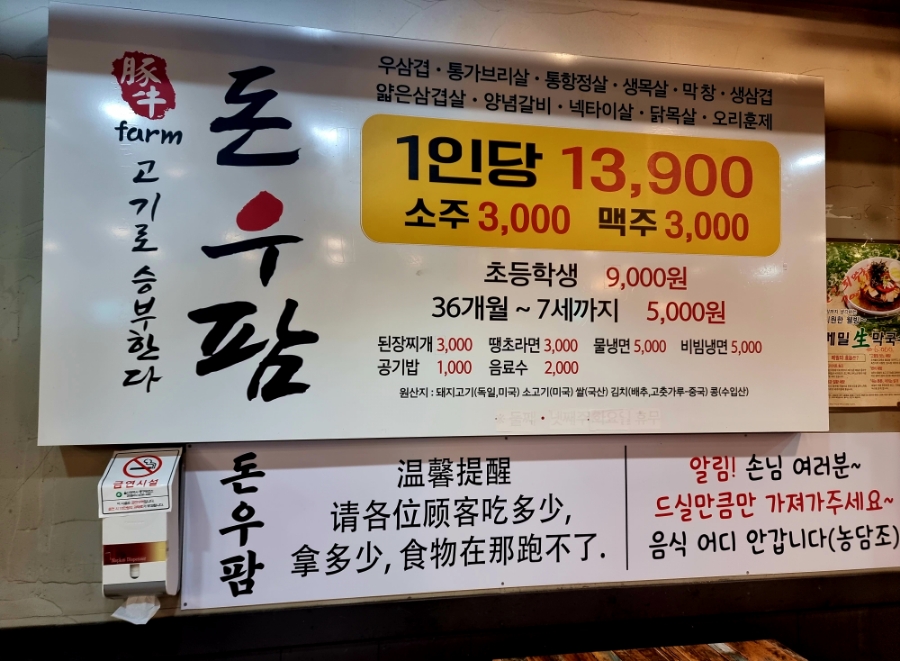 豚牛
farm
고기로 승부한다
돈우팜
우삼겹·통가브리살·통항정살·생목살·막창·생삼겹
얇은삼겹살·양념갈비·넥타이살·닭목살·오리훈제
1인당 13,900
소주 3,000 맥주 3,000
초등학생 9,000원
36개월 ~ 7세까지 5,000원
된장찌개 3,000 땡초라면 3,000 물냉면 5,000 비빔냉면 5,000
공기밥 1,000 음료수 2,000
원산지 : 돼지고기(독일,미국) 소고기(미국) 쌀(국산) 김치(배추,고춧가루-중국) 콩(수입산)
메밀 生 막국
금연시설
돈우팜
温馨提醒
请各位顾客吃多少,
拿多少, 食物在那跑不了.
알림! 손님 여러분~
드실만큼만 가져가주세요~
음식 어디 안갑니다(농담조)